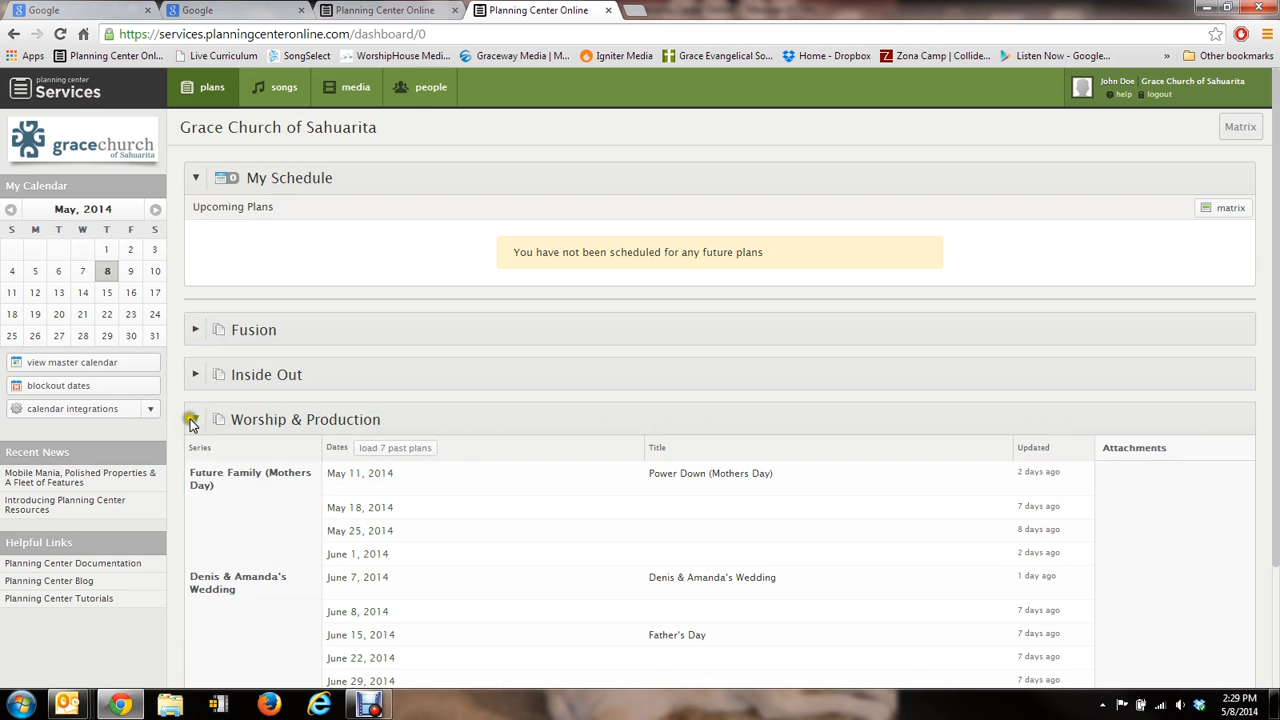 Google
Google
Planning Center Online
Planning Center Online
https://services.planningcenteronline.com/dashboard/0
Apps
Planning Center Onl...
Live Curriculum
SongSelect
WorshipHouse Medi...
Graceway Media | M...
Igniter Media
Grace Evangelical So...
Home - Dropbox
Zona Camp | Collide...
Listen Now - Google...
»
Other bookmarks
planning center
Services
plans
songs
media
people
John Doe
Grace Church of Sahuarita
help
logout
gracechurch
of Sahuarita
Grace Church of Sahuarita
Matrix
My Calendar
May, 2014
S M T W T F S
1 2 3
4 5 6 7 8 9 10
11 12 13 14 15 16 17
18 19 20 21 22 23 24
25 26 27 28 29 30 31
view master calendar
blockout dates
calendar integrations
Recent News
Mobile Mania, Polished Properties &
A Fleet of Features
Introducing Planning Center
Resources
Helpful Links
Planning Center Documentation
Planning Center Blog
Planning Center Tutorials
0
My Schedule
Upcoming Plans
matrix
You have not been scheduled for any future plans
Fusion
Inside Out
Worship & Production
Series
Dates
load 7 past plans
Title
Updated
Attachments
Future Family (Mothers
Day)
May 11, 2014
Power Down (Mothers Day)
2 days ago
May 18, 2014
7 days ago
May 25, 2014
8 days ago
June 1, 2014
2 days ago
Denis & Amanda's
Wedding
June 7, 2014
Denis & Amanda's Wedding
1 day ago
June 8, 2014
7 days ago
June 15, 2014
Father's Day
7 days ago
June 22, 2014
7 days ago
June 29, 2014
7 days ago
2:29 PM
5/8/2014